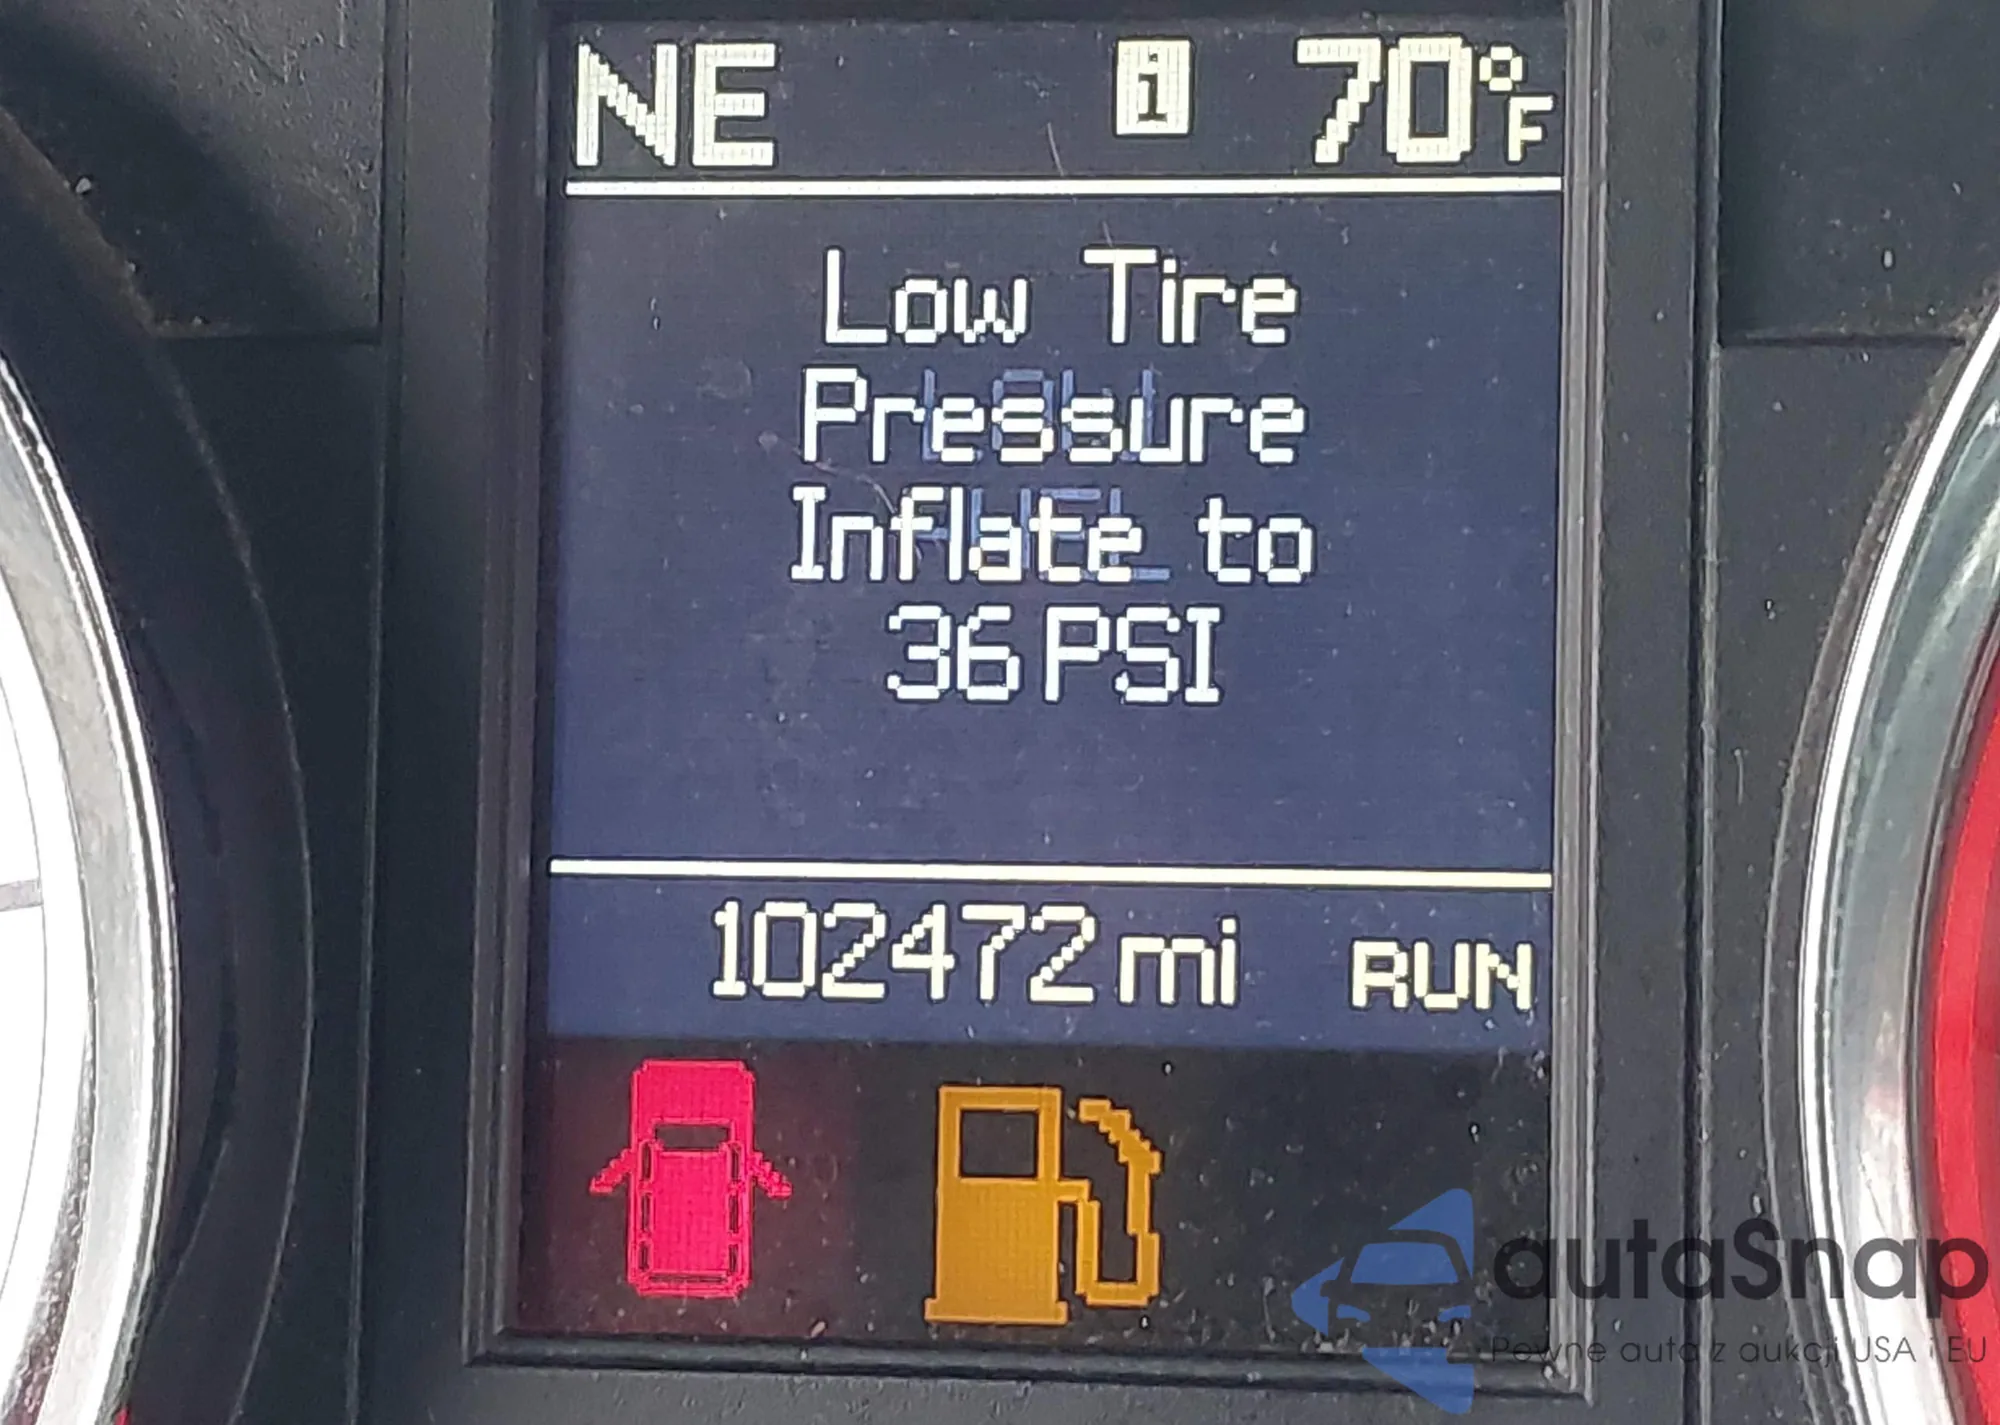 NE i 70°F
Low Tire
Pressure
Inflate to
36 PSI
102472 mi RUN
autaSnap
Pewne auta z aukcji USA i EU